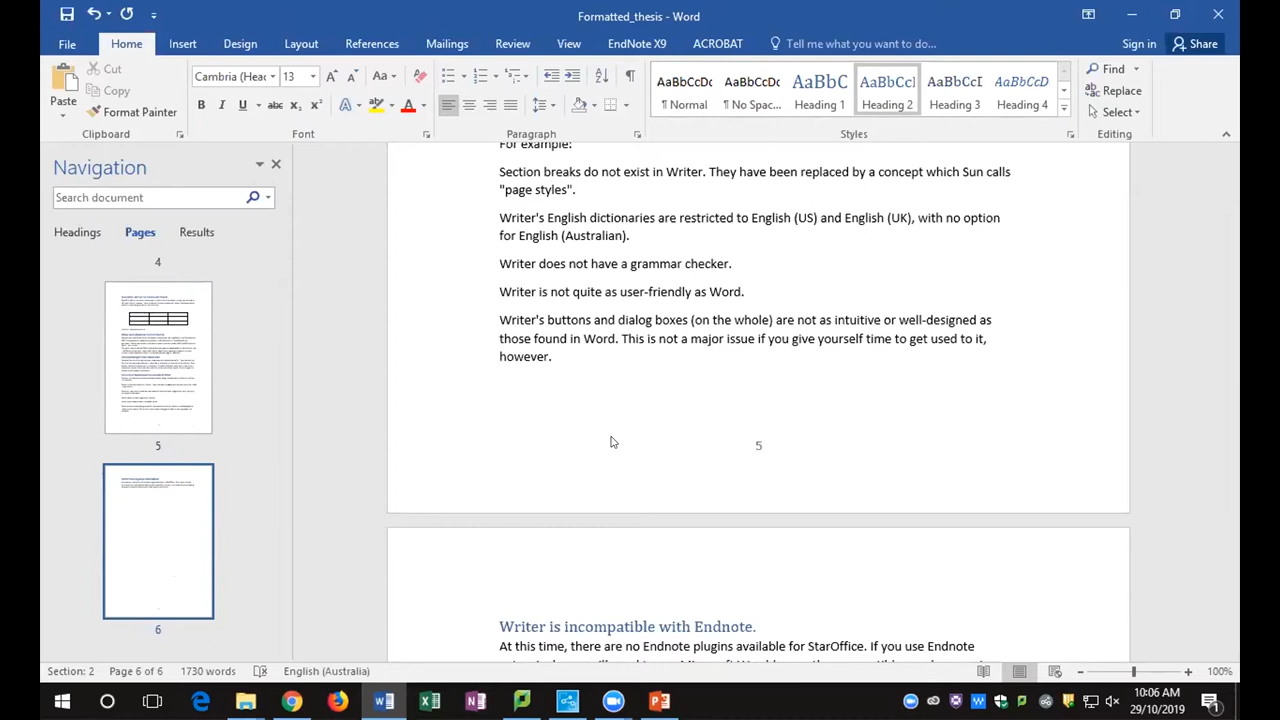 Formatted_thesis - Word
File Home Insert Design Layout References Mailings Review View EndNote X9 ACROBAT Tell me what you want to do... Sign in Share
Paste
Cut
Copy
Format Painter
Clipboard
Cambria (Hea 13
Font
Paragraph
AaBbCcDc AaBbCcDc AaBbC AaBbCcI AaBbCcD AaBbCcD
¶ Normal ¶ No Spac... Heading 1 Heading 2 Heading 3 Heading 4
Styles
Find
Replace
Select
Editing
Navigation
Search document
Headings Pages Results
4
5
6
For example:
Section breaks do not exist in Writer. They have been replaced by a concept which Sun calls
"page styles".
Writer's English dictionaries are restricted to English (US) and English (UK), with no option
for English (Australian).
Writer does not have a grammar checker.
Writer is not quite as user-friendly as Word.
Writer's buttons and dialog boxes (on the whole) are not as intuitive or well-designed as
those found in Word. This is not a major issue if you give yourself time to get used to it,
however.
5
Writer is incompatible with Endnote.
At this time, there are no Endnote plugins available for StarOffice. If you use Endnote
Section: 2 Page 6 of 6 1730 words English (Australia) 100%
10:06 AM
29/10/2019